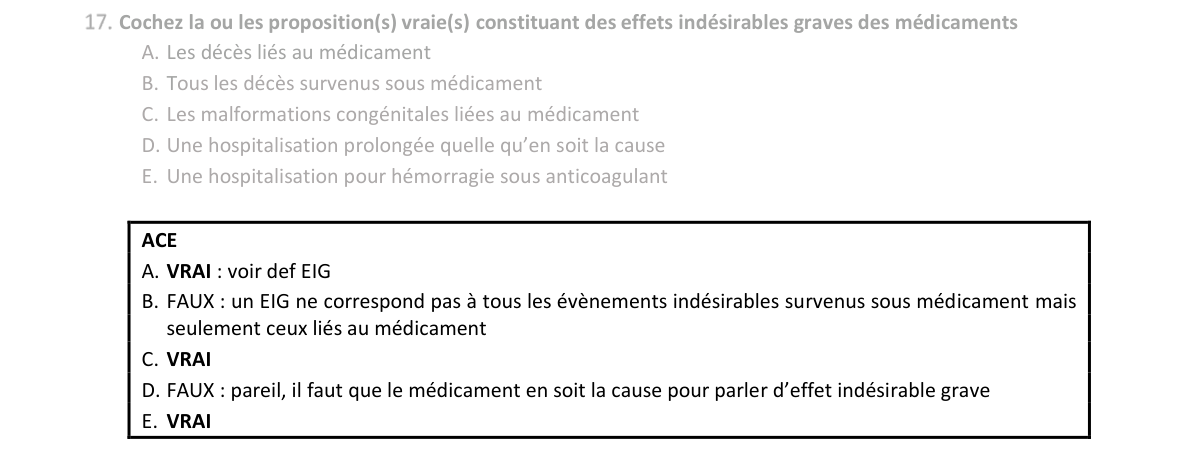 17. Cochez la ou les proposition(s) vraie(s) constituant des effets indésirables graves des médicaments
A. Les décès liés au médicament
B. Tous les décès survenus sous médicament
C. Les malformations congénitales liées au médicament
D. Une hospitalisation prolongée quelle qu’en soit la cause
E. Une hospitalisation pour hémorragie sous anticoagulant
ACE
A. VRAI : voir def EIG
B. FAUX : un EIG ne correspond pas à tous les évènements indésirables survenus sous médicament mais
seulement ceux liés au médicament
C. VRAI
D. FAUX : pareil, il faut que le médicament en soit la cause pour parler d’effet indésirable grave
E. VRAI